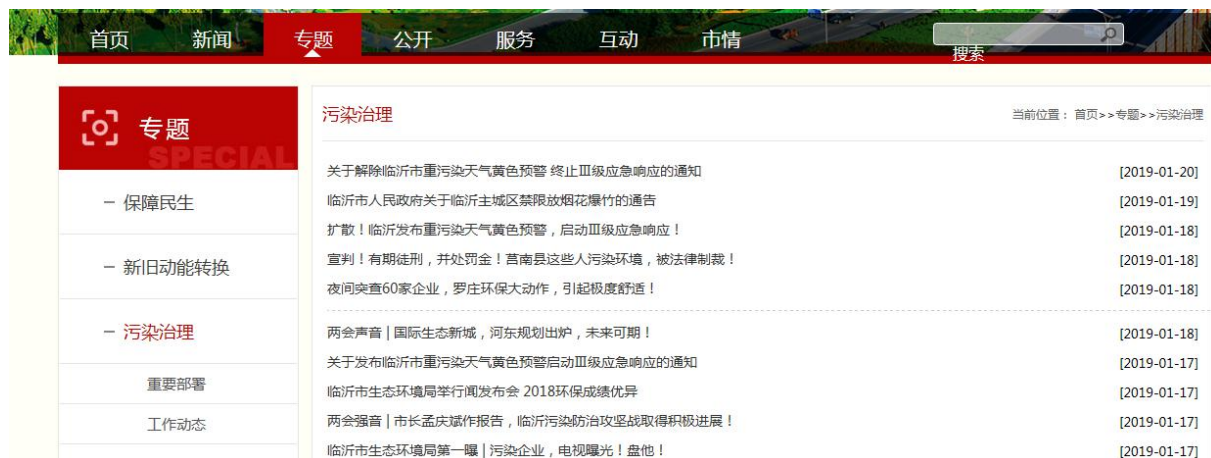 首页 新闻 专题 公开 服务 互动 市情
搜索
专题
SPECIAL
- 保障民生
- 新旧动能转换
- 污染治理
重要部署
工作动态
污染治理 当前位置：首页>>专题>>污染治理
关于解除临沂市重污染天气黄色预警 终止Ⅲ级应急响应的通知 [2019-01-20]
临沂市人民政府关于临沂主城区禁限放烟花爆竹的通告 [2019-01-19]
扩散！临沂发布重污染天气黄色预警，启动Ⅲ级应急响应！ [2019-01-18]
宣判！有期徒刑，并处罚金！莒南县这些人污染环境，被法律制裁！ [2019-01-18]
夜间突查60家企业，罗庄环保大动作，引起极度舒适！ [2019-01-18]
两会声音 | 国际生态新城，河东规划出炉，未来可期！ [2019-01-18]
关于发布临沂市重污染天气黄色预警启动Ⅲ级应急响应的通知 [2019-01-17]
临沂市生态环境局举行闻发布会 2018环保成绩优异 [2019-01-17]
两会强音 | 市长孟庆斌作报告，临沂污染防治攻坚战取得积极进展！ [2019-01-17]
临沂市生态环境局第一曝 | 污染企业，电视曝光！盘他！ [2019-01-17]